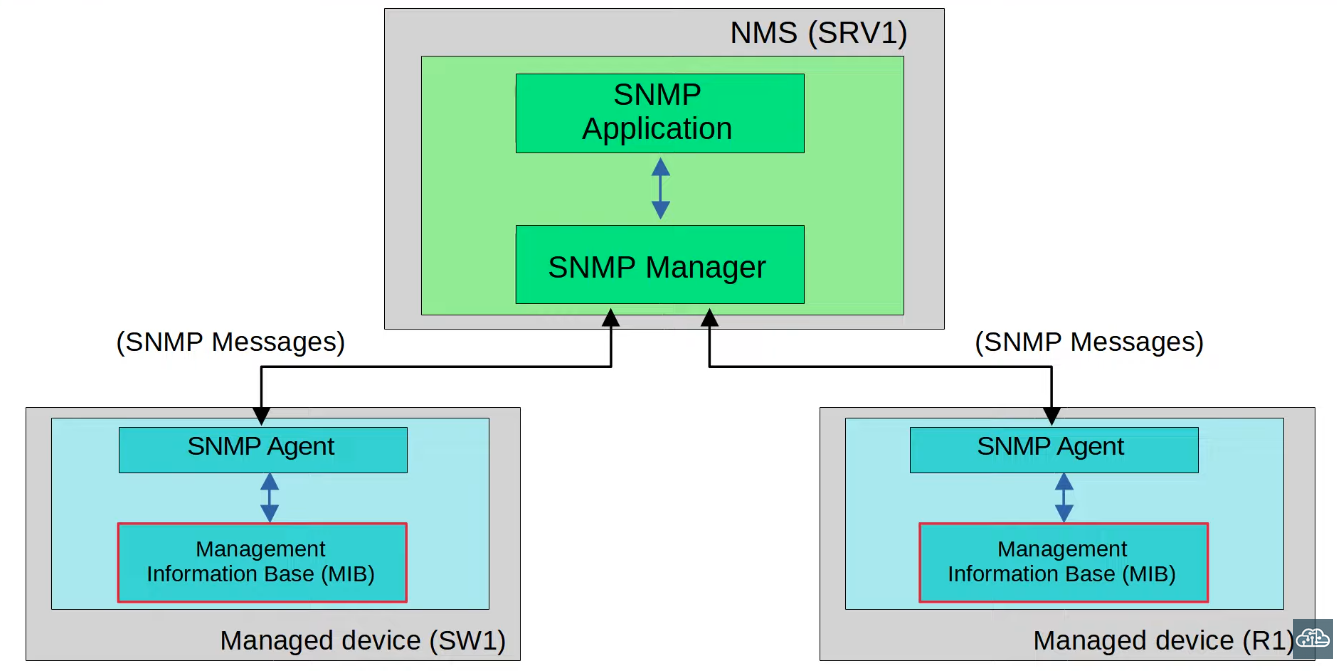 NMS (SRV1)
SNMP
Application
SNMP Manager
(SNMP Messages)
(SNMP Messages)
SNMP Agent
Management
Information Base (MIB)
Managed device (SW1)
SNMP Agent
Management
Information Base (MIB)
Managed device (R1)